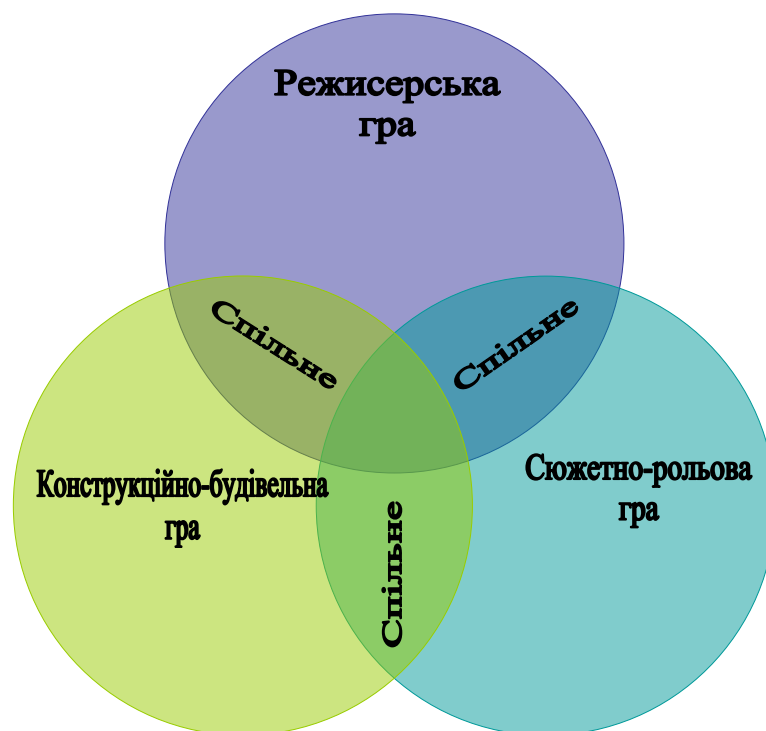 Режисерська
гра
Спільне
Спільне
Конструкційно-будівельна
гра
Сюжетно-рольова
гра
Спільне